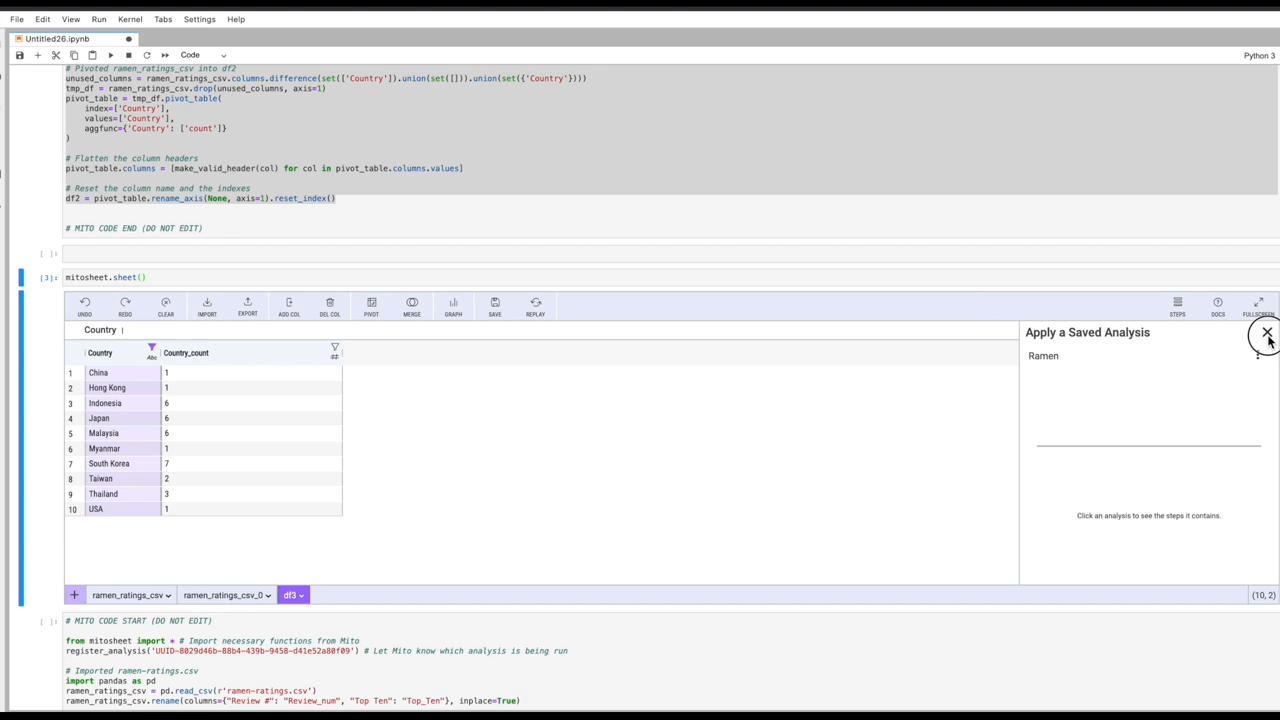 File Edit View Run Kernel Tabs Settings Help
Untitled26.ipynb
Code
Python 3
# Pivoted ramen_ratings_csv into df2
unused_columns = ramen_ratings_csv.columns.difference(set(['Country']).union(set([])).union(set({'Country'})))
tmp_df = ramen_ratings_csv.drop(unused_columns, axis=1)
pivot_table = tmp_df.pivot_table(
index=['Country'],
values=['Country'],
aggfunc={'Country': ['count']}
)
# Flatten the column headers
pivot_table.columns = [make_valid_header(col) for col in pivot_table.columns.values]
# Reset the column name and the indexes
df2 = pivot_table.rename_axis(None, axis=1).reset_index()
# MITO CODE END (DO NOT EDIT)
[ ]:
[3]: mitosheet.sheet()
UNDO REDO CLEAR IMPORT EXPORT ADD COL DEL COL PIVOT MERGE GRAPH SAVE REPLAY STEPS DOCS FULLSCREEN
Country
Apply a Saved Analysis
Ramen
Country Abc Country_count #
1 China 1
2 Hong Kong 1
3 Indonesia 6
4 Japan 6
5 Malaysia 6
6 Myanmar 1
7 South Korea 7
8 Taiwan 2
9 Thailand 3
10 USA 1
Click an analysis to see the steps it contains.
+ ramen_ratings_csv ramen_ratings_csv_0 df3 (10, 2)
[ ]: # MITO CODE START (DO NOT EDIT)
from mitosheet import * # Import necessary functions from Mito
register_analysis('UUID-8029d46b-88b4-439b-9458-d41e52a80f09') # Let Mito know which analysis is being run
# Imported ramen-ratings.csv
import pandas as pd
ramen_ratings_csv = pd.read_csv(r'ramen-ratings.csv')
ramen_ratings_csv.rename(columns={"Review #": "Review_num", "Top Ten": "Top_Ten"}, inplace=True)